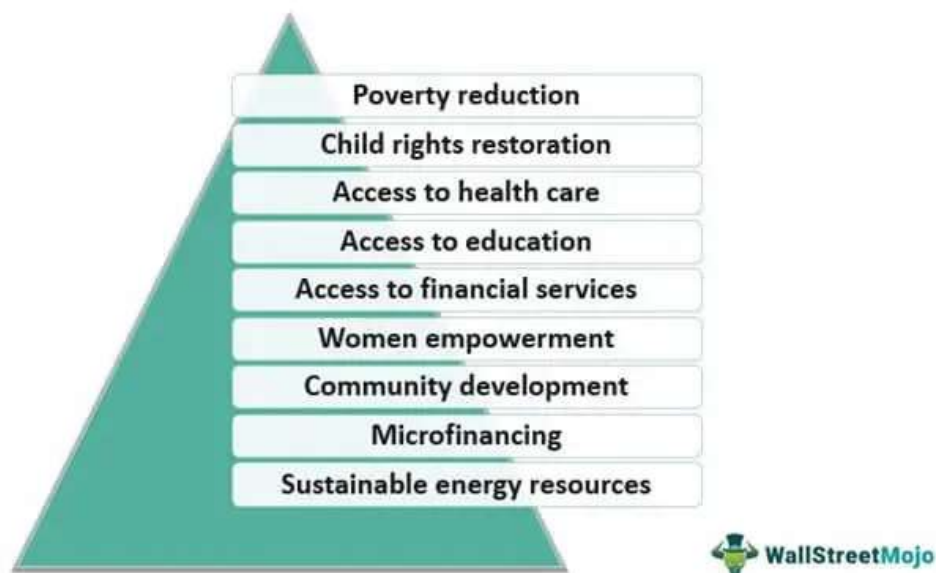 Poverty reduction
Child rights restoration
Access to health care
Access to education
Access to financial services
Women empowerment
Community development
Microfinancing
Sustainable energy resources
WallStreetMojo